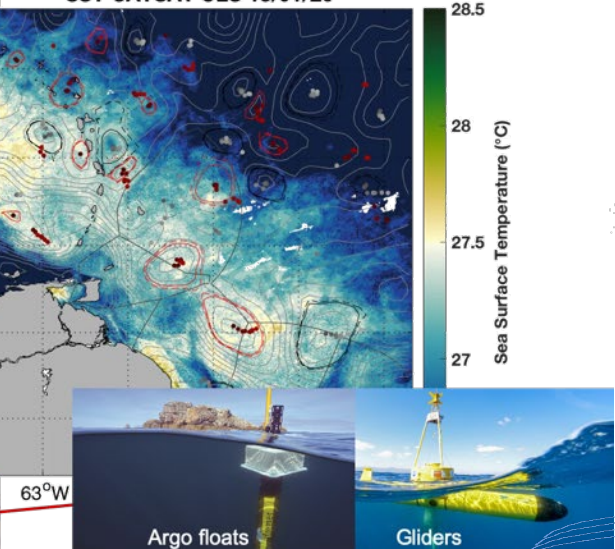 28.5
28
27.5
27
Sea Surface Temperature (°C)
63°W
Argo floats
Gliders